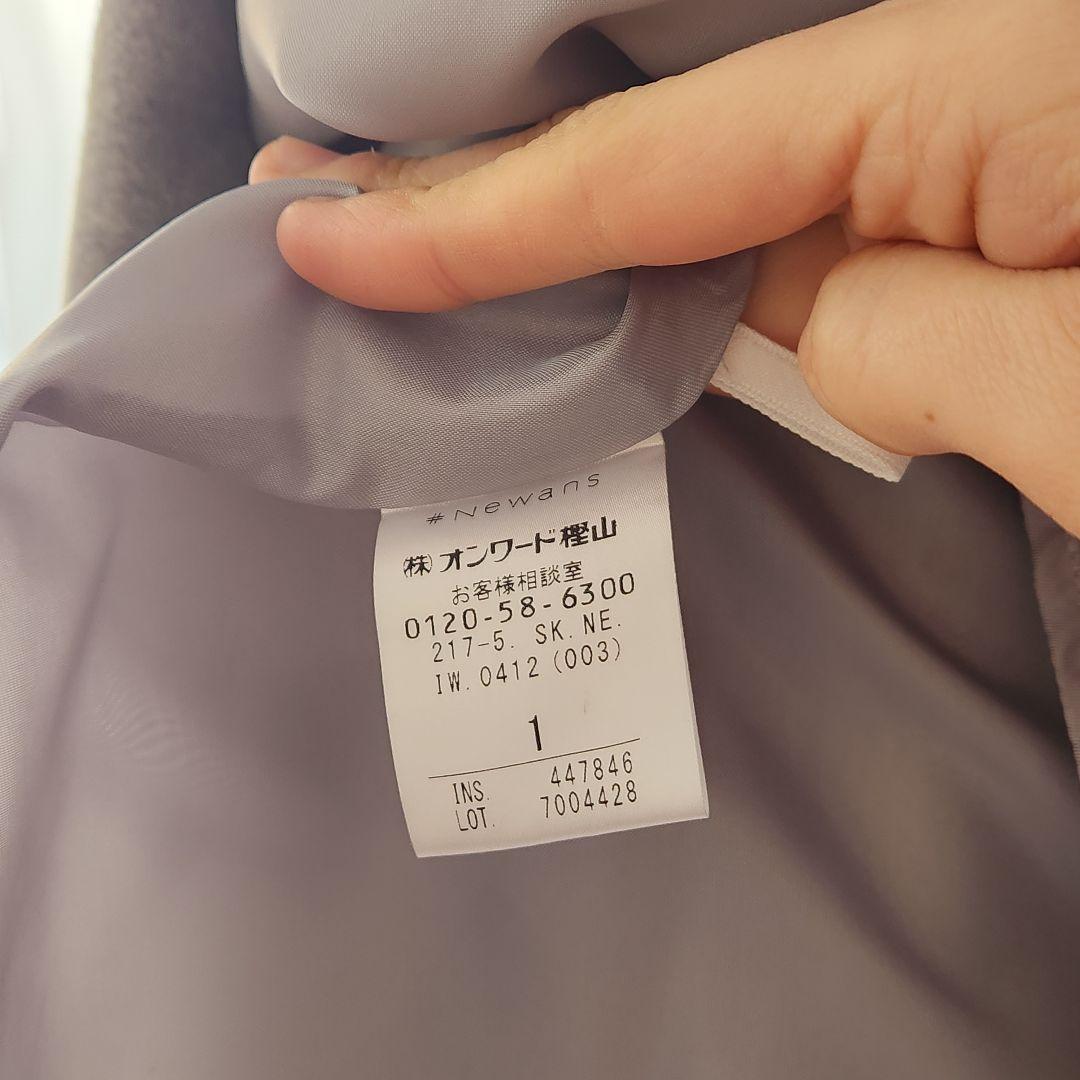 #Newans
(株)オンワード樫山
お客様相談室
0120-58-6300
217-5. SK.NE.
IW.0412(003)
1
INS. 447846
LOT. 7004428